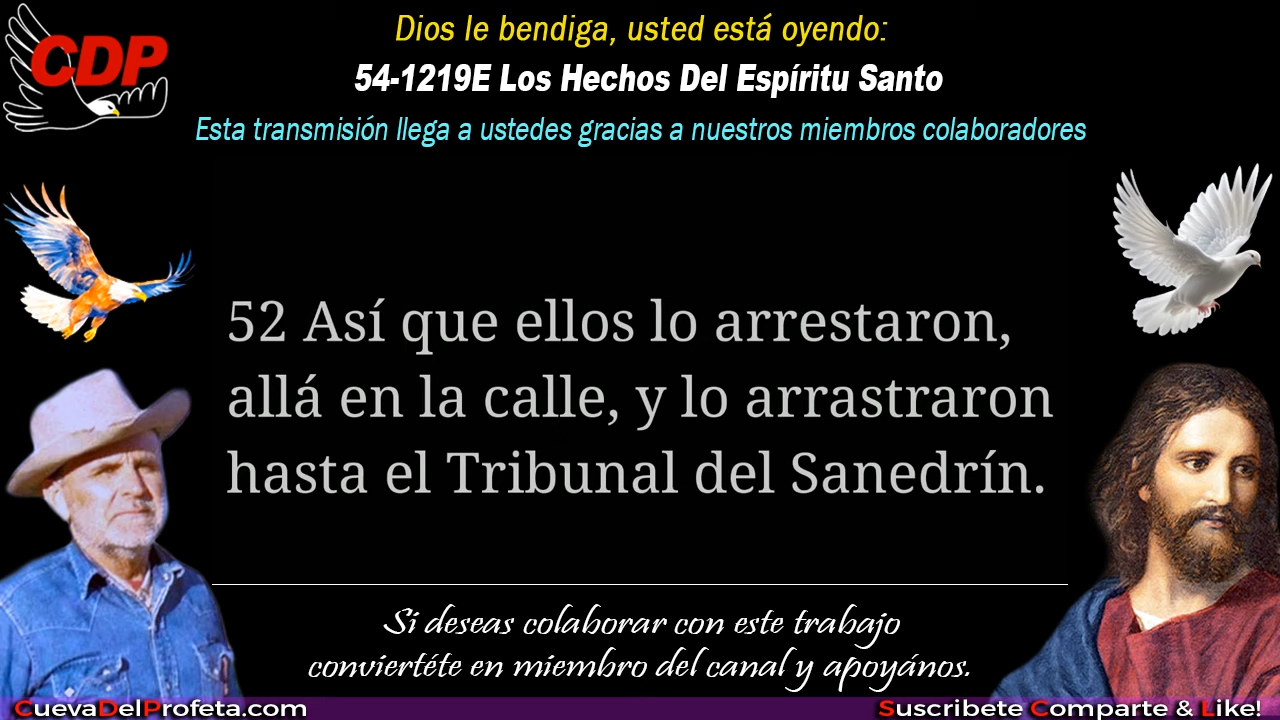 CDP
Dios le bendiga, usted está oyendo:
54-1219E Los Hechos Del Espíritu Santo
Esta transmisión llega a ustedes gracias a nuestros miembros colaboradores
52 Así que ellos lo arrestaron,
allá en la calle, y lo arrastraron
hasta el Tribunal del Sanedrín.
Si deseas colaborar con este trabajo
conviertéte en miembro del canal y apoyános.
CuevaDelProfeta.com
Suscribete Comparte & Like!